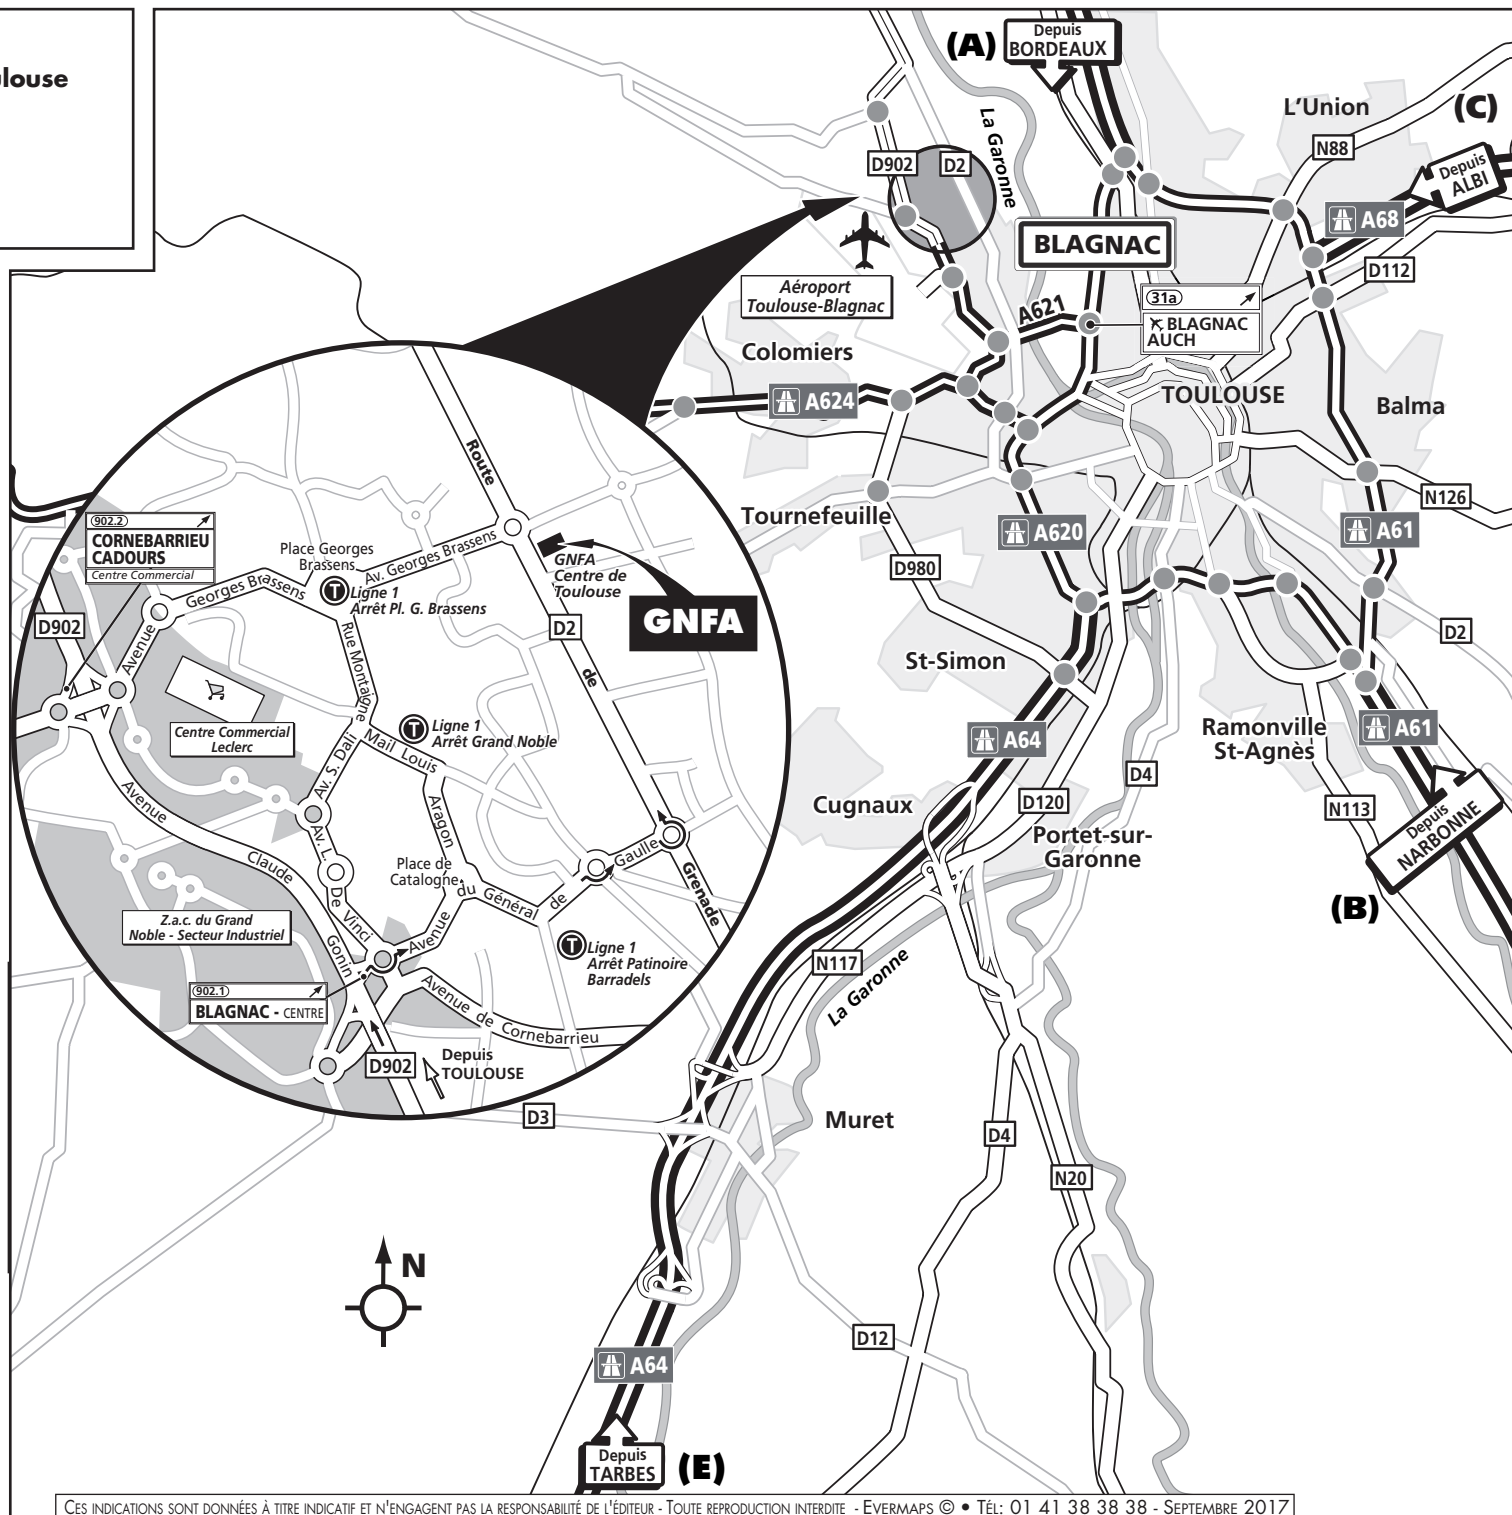 ulouse
(A)
Depuis
BORDEAUX
La Garonne
L'Union
(C)
N88
Depuis
ALBI
D902
D2
A68
BLAGNAC
D112
Aéroport
Toulouse-Blagnac
A621
31a
BLAGNAC
AUCH
Colomiers
A624
TOULOUSE
Balma
N126
Tournefeuille
A620
A61
D980
D2
St-Simon
A64
Ramonville
St-Agnès
A61
D4
Cugnaux
D120
N113
Depuis
NARBONNE
Portet-sur-
Garonne
(B)
N117
La Garonne
Muret
D3
D4
N20
D12
A64
Depuis
TARBES
(E)
N
Route
de
Grenade
902.2
CORNEBARRIEU
CADOURS
Centre Commercial
Place Georges
Brassens
Av. Georges Brassens
GNFA
Centre de
Toulouse
GNFA
T
Ligne 1
Arrêt Pl. G. Brassens
Avenue
Georges Brassens
D902
D2
Rue Montaigne
Centre Commercial
Leclerc
T
Ligne 1
Arrêt Grand Noble
Av. S. Dali
Mail Louis
Aragon
Avenue
Claude
Gonin
Av. L.
De Vinci
Place de
Catalogne
Avenue
du Général
de
Gaulle
Z.a.c. du Grand
Noble - Secteur Industriel
T
Ligne 1
Arrêt Patinoire
Barradels
902.1
BLAGNAC - CENTRE
Avenue de Cornebarrieu
D902
Depuis
TOULOUSE
CES INDICATIONS SONT DONNÉES À TITRE INDICATIF ET N'ENGAGENT PAS LA RESPONSABILITÉ DE L'ÉDITEUR - TOUTE REPRODUCTION INTERDITE - EVERMAPS © • TÉL: 01 41 38 38 38 - SEPTEMBRE 2017